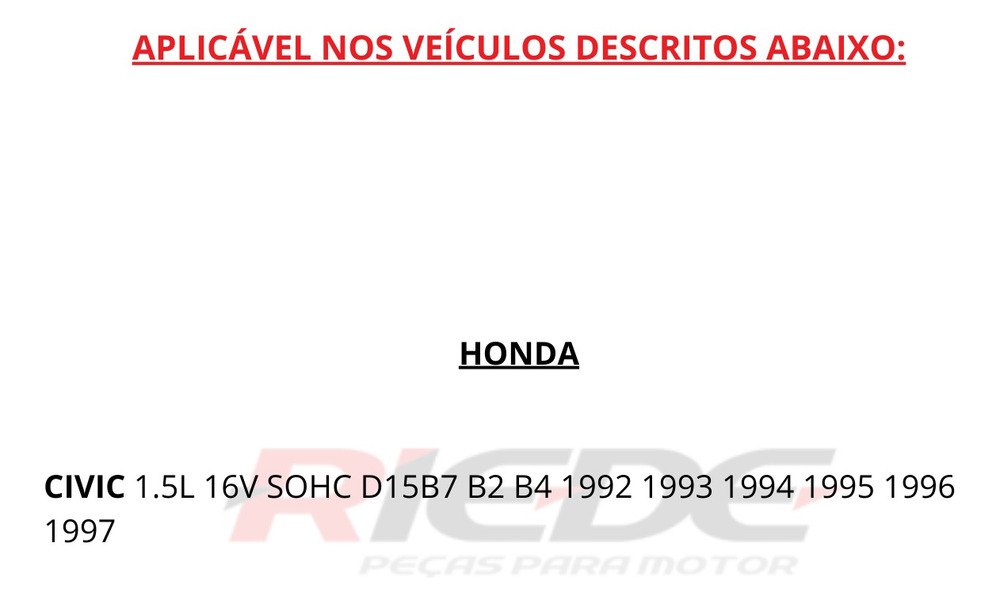 APLICÁVEL NOS VEÍCULOS DESCRITOS ABAIXO:
HONDA
CIVIC 1.5L 16V SOHC D15B7 B2 B4 1992 1993 1994 1995 1996
1997
RIEDE
PEÇAS PARA MOTOR